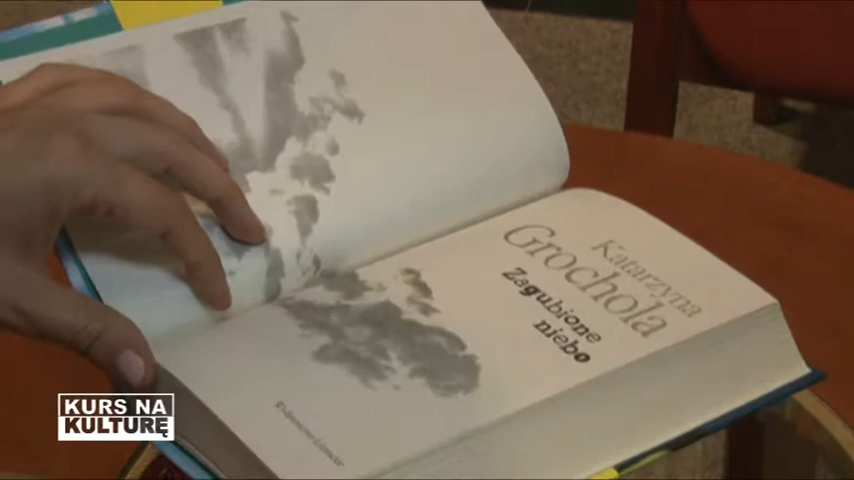 Katarzyna
Grochola
Zagubione
niebo
KURS NA
KULTURĘ